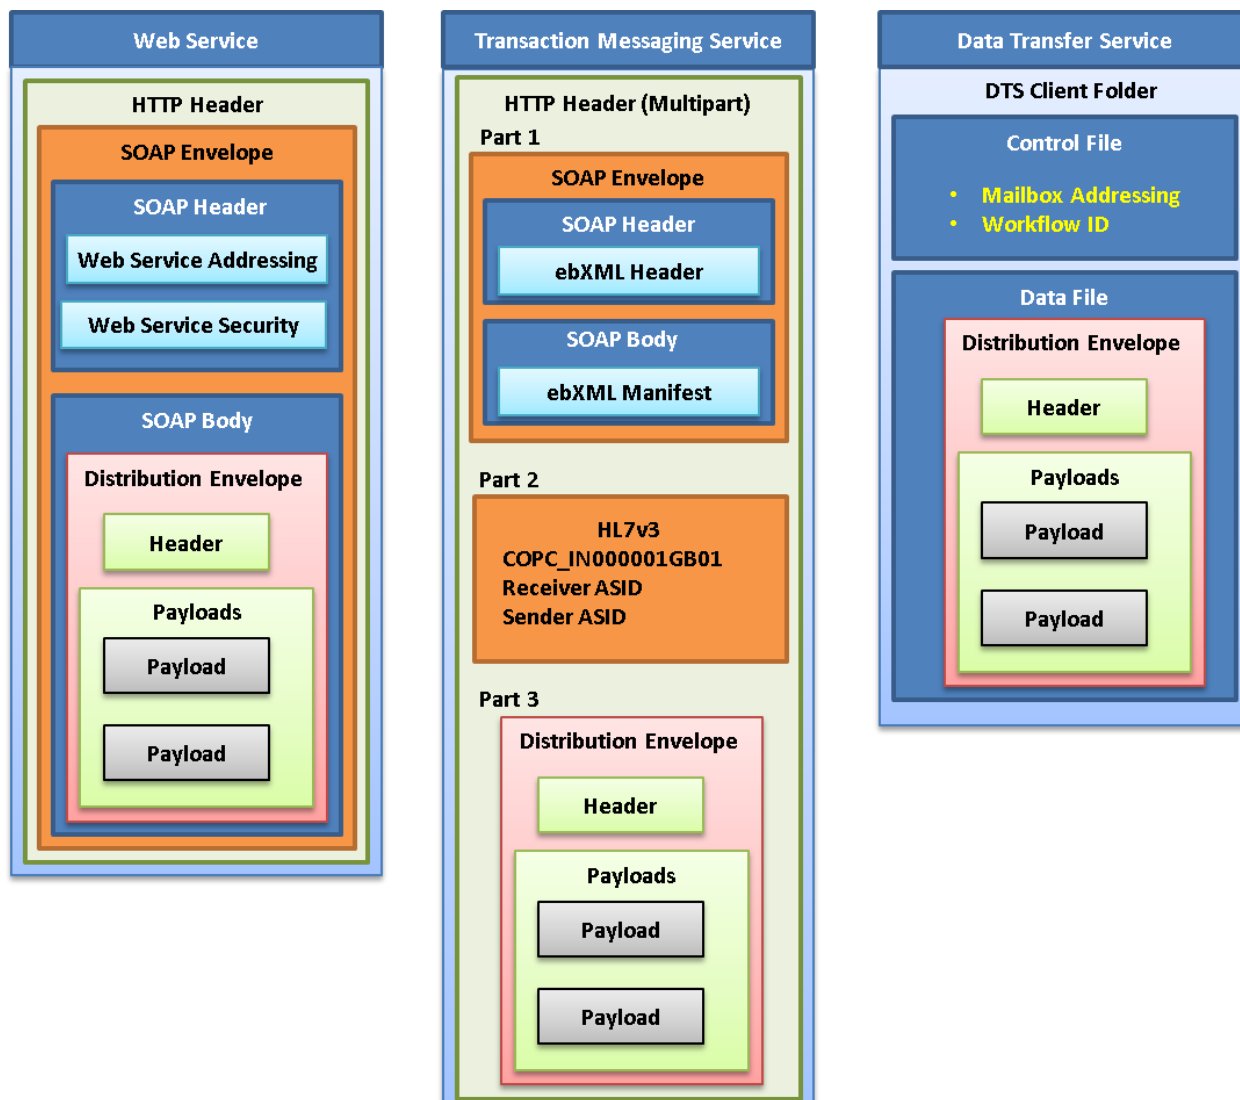 Web Service
HTTP Header
SOAP Envelope
SOAP Header
Web Service Addressing
Web Service Security
SOAP Body
Distribution Envelope
Header
Payloads
Payload
Payload
Transaction Messaging Service
HTTP Header (Multipart)
Part 1
SOAP Envelope
SOAP Header
ebXML Header
SOAP Body
ebXML Manifest
Part 2
HL7v3
COPC_IN000001GB01
Receiver ASID
Sender ASID
Part 3
Distribution Envelope
Header
Payloads
Payload
Payload
Data Transfer Service
DTS Client Folder
Control File
• Mailbox Addressing
• Workflow ID
Data File
Distribution Envelope
Header
Payloads
Payload
Payload